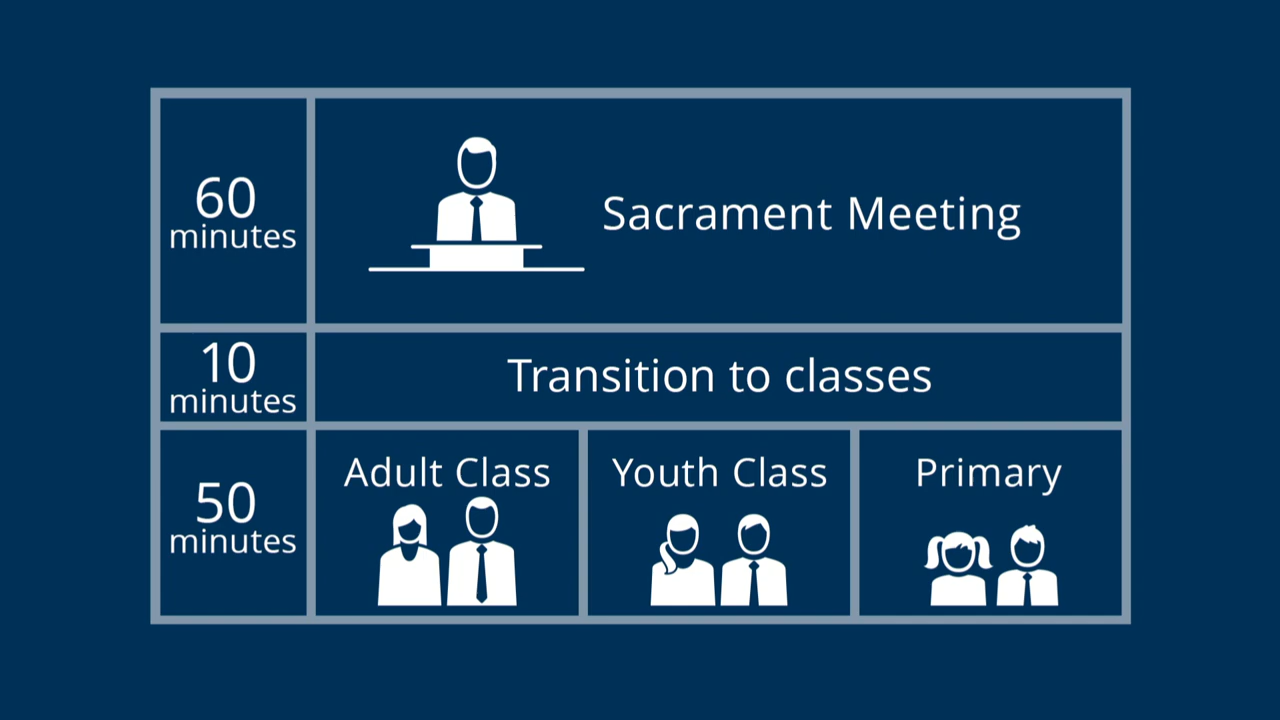 60
minutes
Sacrament Meeting
10
minutes
Transition to classes
50
minutes
Adult Class
Youth Class
Primary